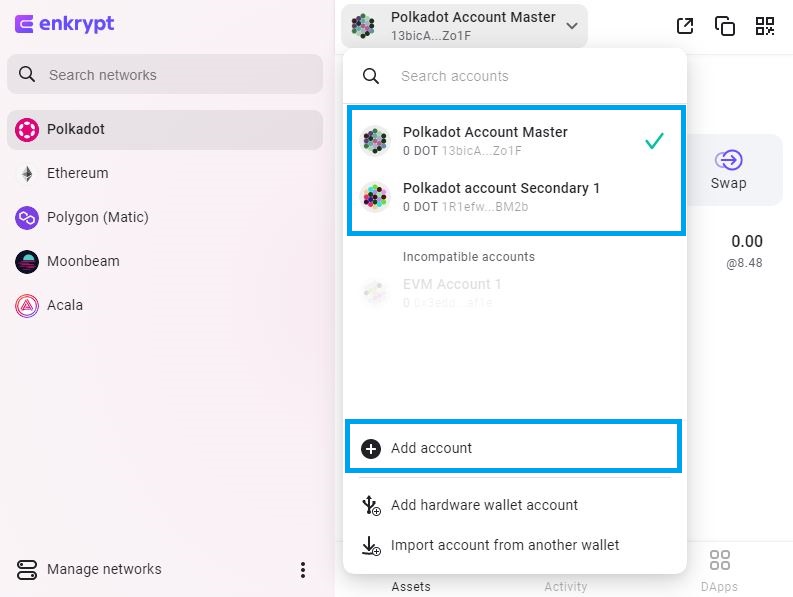 enkrypt
Search networks
Polkadot
Ethereum
Polygon (Matic)
Moonbeam
Acala
Manage networks
Polkadot Account Master
13bicA...Zo1F
Search accounts
Polkadot Account Master
0 DOT 13bicA...Zo1F
Polkadot account Secondary 1
0 DOT 1R1efw...BM2b
Incompatible accounts
EVM Account 1
0
Add account
Add hardware wallet account
Import account from another wallet
Swap
0.00
@8.48
Assets
Activity
DApps